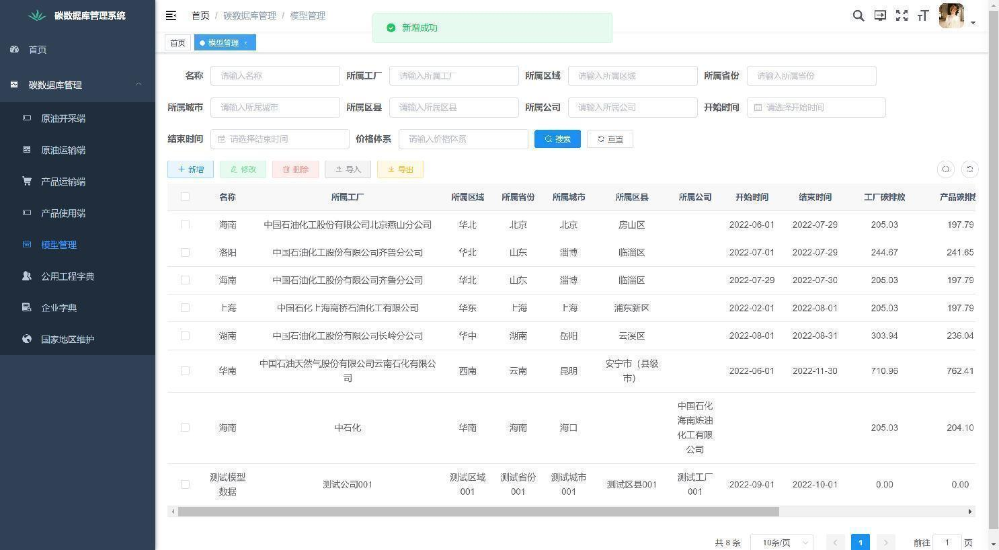 碳数据库管理系统
首页 / 碳数据库管理 / 模型管理
新增成功
首页 模型管理 ×
首页
碳数据库管理
原油开采端
原油运输端
产品运输端
产品使用端
模型管理
公用工程字典
企业字典
国家地区维护
名称 请输入名称 所属工厂 请输入所属工厂 所属区域 请输入所属区域 所属省份 请输入所属省份
所属城市 请输入所属城市 所属区县 请输入所属区县 所属公司 请输入所属公司 开始时间 请选择开始时间
结束时间 请选择结束时间 价格体系 请输入价格体系 搜索 重置
新增 修改 删除 导入 导出
名称 所属工厂 所属区域 所属省份 所属城市 所属区县 所属公司 开始时间 结束时间 工厂碳排放 产品碳排放
海南 中国石油化工股份有限公司北京燕山分公司 华北 北京 北京 房山区 2022-06-01 2022-07-29 205.03 197.79
洛阳 中国石油化工股份有限公司齐鲁分公司 华北 山东 淄博 临淄区 2022-07-01 2022-07-29 244.67 241.65
海南 中国石油化工股份有限公司齐鲁分公司 华北 山东 淄博 临淄区 2022-07-29 2022-07-30 205.03 197.79
上海 中国石化上海高桥石油化工有限公司 华东 上海 上海 浦东新区 2022-02-01 2022-08-01 205.03 197.79
湖南 中国石油化工股份有限公司长岭分公司 华中 湖南 岳阳 云溪区 2022-08-01 2022-08-31 303.94 236.04
华南 中国石油天然气股份有限公司云南石化有限公司 西南 云南 昆明 安宁市（县级市） 2022-06-01 2022-11-30 710.96 762.41
海南 中石化 华南 海南 海口 中国石化海南炼油化工有限公司 205.03 204.10
测试模型数据 测试公司001 测试区域001 测试省份001 测试城市001 测试区县001 测试工厂001 2022-09-01 2022-10-01 0.00 0.00
共 8 条 10条/页 1 前往 1 页